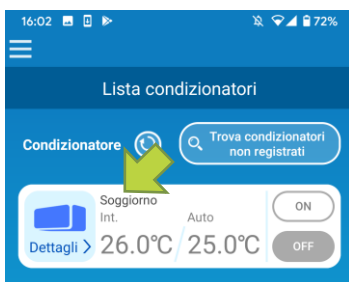 16:02 72%
Lista condizionatori
Condizionatore Trova condizionatori
non registrati
Soggiorno
Int. Auto ON
Dettagli > 26.0°C 25.0°C OFF